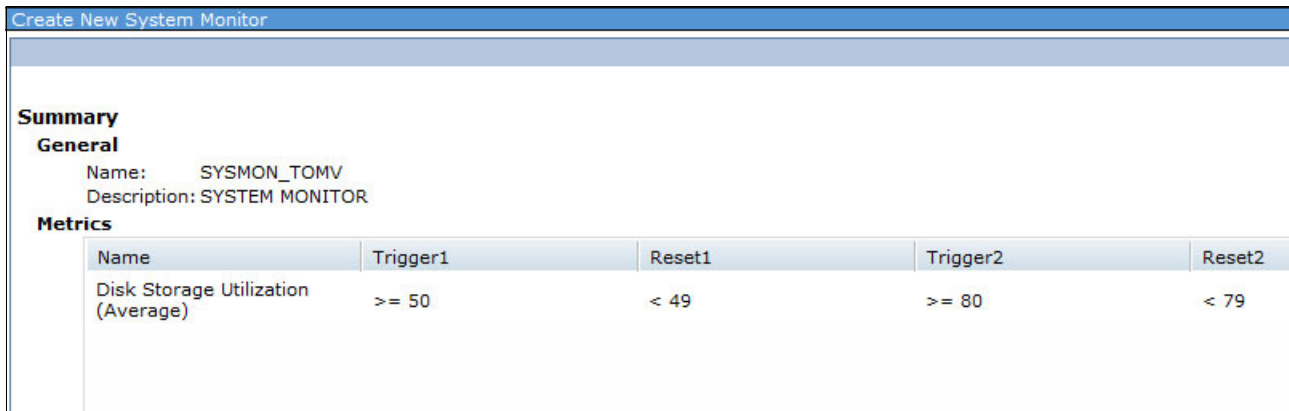 Create New System Monitor
Summary
General
Name: SYSMON_TOMV
Description: SYSTEM MONITOR
Metrics
Name Trigger1 Reset1 Trigger2 Reset2
Disk Storage Utilization
(Average) >= 50 < 49 >= 80 < 79